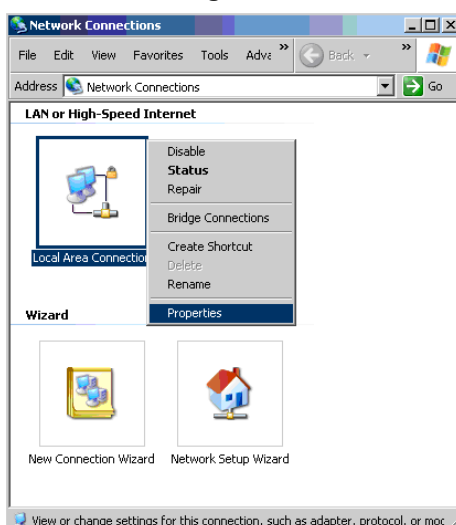 Network Connections
File Edit View Favorites Tools Adva » Back »
Address Network Connections Go
LAN or High-Speed Internet
Disable
Status
Repair
Bridge Connections
Create Shortcut
Delete
Rename
Properties
Local Area Connection
Wizard
New Connection Wizard Network Setup Wizard
View or change settings for this connection, such as adapter, protocol, or moc